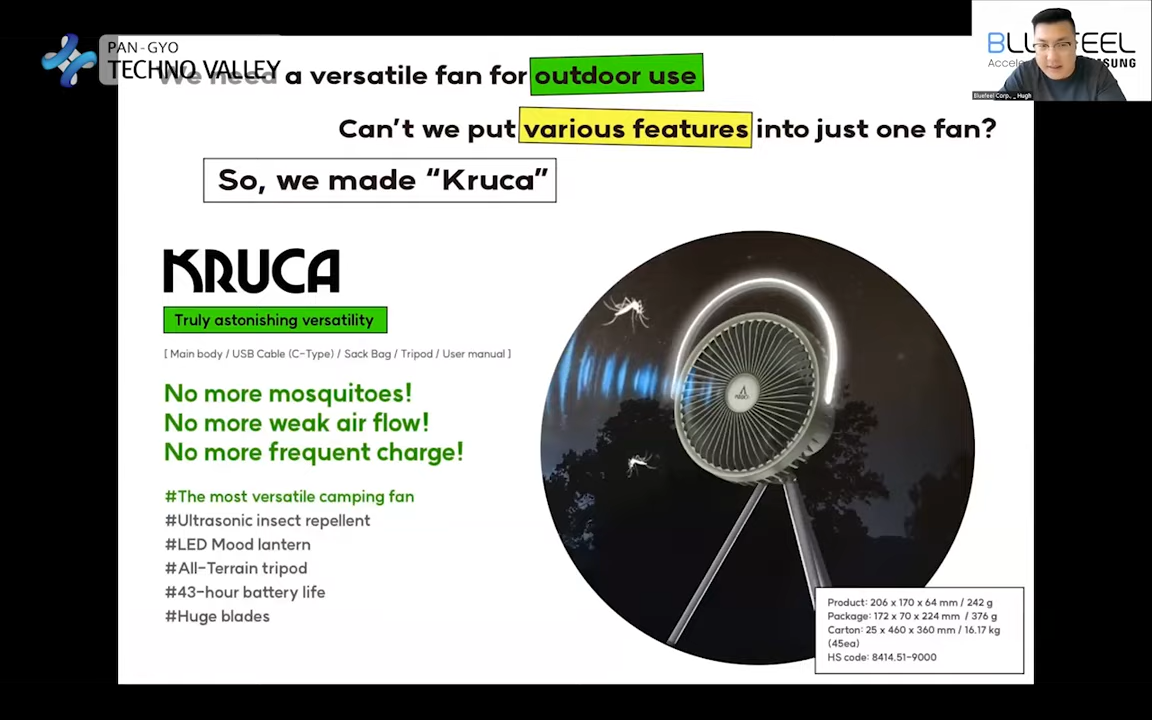 PAN-GYO
TECHNO VALLEY
We need a versatile fan for outdoor use
Can't we put various features into just one fan?
So, we made “Kruca”
KRUCA
Truly astonishing versatility
[ Main body / USB Cable (C-Type) / Sack Bag / Tripod / User manual ]
No more mosquitoes!
No more weak air flow!
No more frequent charge!
#The most versatile camping fan
#Ultrasonic insect repellent
#LED Mood lantern
#All-Terrain tripod
#43-hour battery life
#Huge blades
Product: 206 x 170 x 64 mm / 242 g
Package: 172 x 70 x 224 mm / 376 g
Carton: 25 x 460 x 360 mm / 16.17 kg
(45ea)
HS code: 8414.51-9000
Bluefeel Corp., _ Hugh